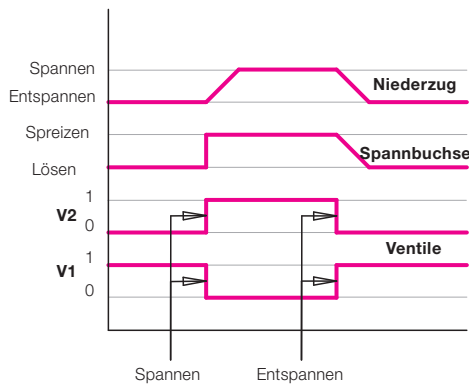 Spannen
Niederzug
Entspannen
Spreizen
Spannbuchse
Lösen
1
V2
0
Ventile
1
V1
0
Spannen Entspannen